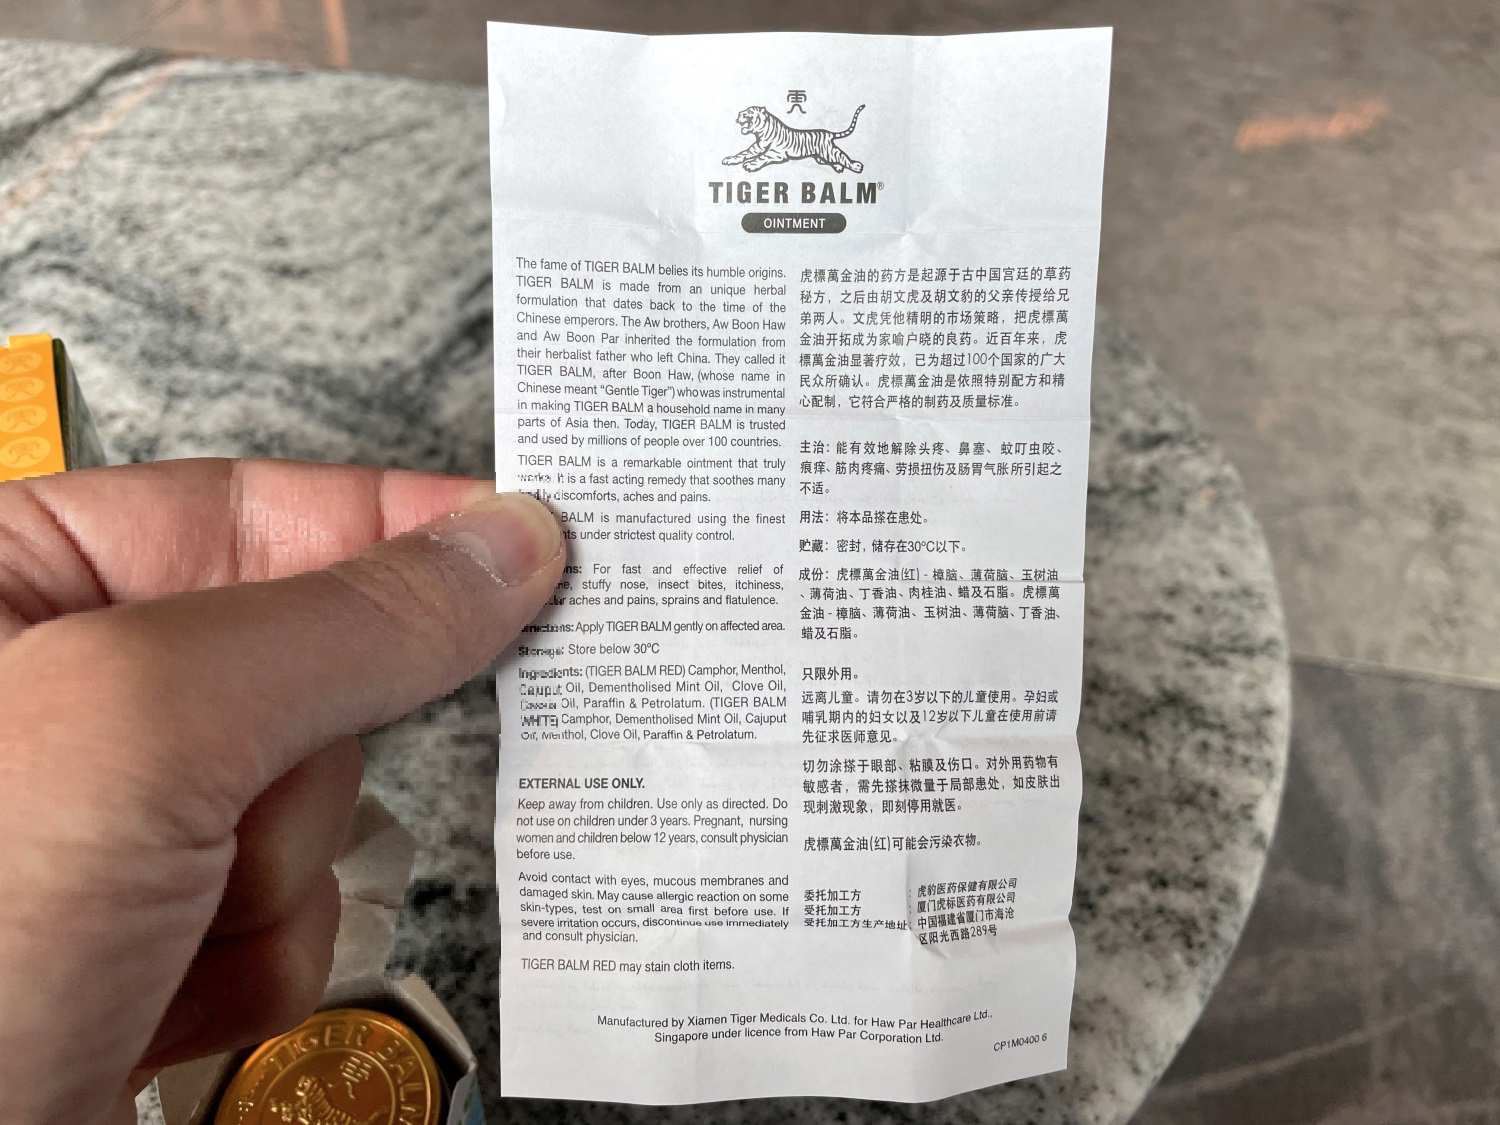 虎
TIGER BALM®
OINTMENT
The fame of TIGER BALM belies its humble origins.
TIGER BALM is made from an unique herbal
formulation that dates back to the time of the
Chinese emperors. The Aw brothers, Aw Boon Haw
and Aw Boon Par inherited the formulation from
their herbalist father who left China. They called it
TIGER BALM, after Boon Haw, (whose name in
Chinese meant “Gentle Tiger”) who was instrumental
in making TIGER BALM a household name in many
parts of Asia then. Today, TIGER BALM is trusted
and used by millions of people over 100 countries.
TIGER BALM is a remarkable ointment that truly
works. It is a fast acting remedy that soothes many
discomforts, aches and pains.
BALM is manufactured using the finest
under strictest quality control.
For fast and effective relief of
stuffy nose, insect bites, itchiness,
aches and pains, sprains and flatulence.
Directions: Apply TIGER BALM gently on affected area.
Storage: Store below 30°C
Ingredients: (TIGER BALM RED) Camphor, Menthol,
Cajuput Oil, Dementholised Mint Oil, Clove Oil,
Oil, Paraffin & Petrolatum. (TIGER BALM
WHITE) Camphor, Dementholised Mint Oil, Cajuput
Oil, Menthol, Clove Oil, Paraffin & Petrolatum.
EXTERNAL USE ONLY.
Keep away from children. Use only as directed. Do
not use on children under 3 years. Pregnant, nursing
women and children below 12 years, consult physician
before use.
Avoid contact with eyes, mucous membranes and
damaged skin. May cause allergic reaction on some
skin-types, test on small area first before use. If
severe irritation occurs, discontinue use immediately
and consult physician.
TIGER BALM RED may stain cloth items.
虎標萬金油的药方是起源于古中国宫廷的草药
秘方，之后由胡文虎及胡文豹的父亲传授给兄
弟两人。文虎凭他精明的市场策略，把虎標萬
金油开拓成为家喻户晓的良药。近百年来，虎
標萬金油显著疗效，已为超过100个国家的广大
民众所确认。虎標萬金油是依照特别配方和精
心配制，它符合严格的制药及质量标准。
主治：能有效地解除头疼、鼻塞、蚊叮虫咬、
痕痒、筋肉疼痛、劳损扭伤及肠胃气胀所引起之
不适。
用法：将本品搽在患处。
贮藏：密封，储存在30°C以下。
成份：虎標萬金油(红) - 樟脑、薄荷脑、玉树油
、薄荷油、丁香油、肉桂油、蜡及石脂。虎標萬
金油 - 樟脑、薄荷油、玉树油、薄荷脑、丁香油、
蜡及石脂。
只限外用。
远离儿童。请勿在3岁以下的儿童使用。孕妇或
哺乳期内的妇女以及12岁以下儿童在使用前请
先征求医师意见。
切勿涂搽于眼部、粘膜及伤口。对外用药物有
敏感者，需先搽抹微量于局部患处，如皮肤出
现刺激现象，即刻停用就医。
虎標萬金油(红)可能会污染衣物。
委托加工方：虎豹医药保健有限公司
受托加工方：厦门虎标医药有限公司
受托加工方生产地址：中国福建省厦门市海沧
区阳光西路289号
Manufactured by Xiamen Tiger Medicals Co. Ltd. for Haw Par Healthcare Ltd.,
Singapore under licence from Haw Par Corporation Ltd.
CP1M0400 6
TIGER BALM